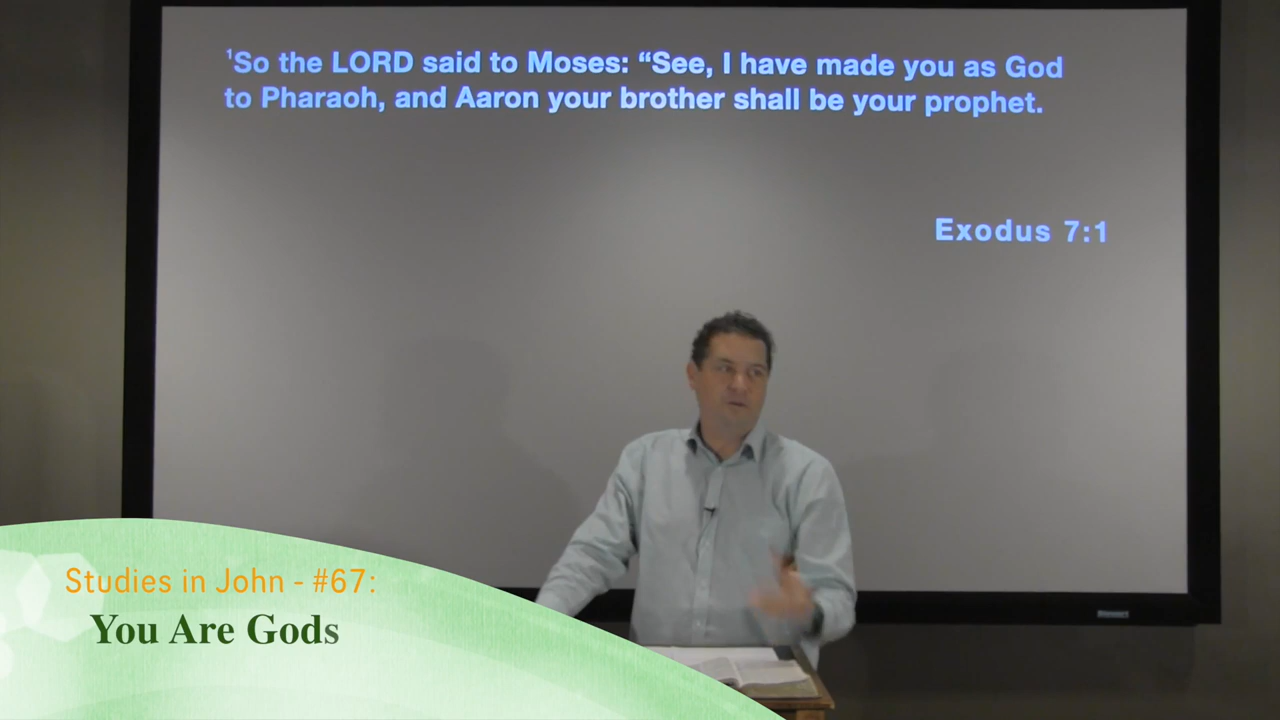 ¹So the LORD said to Moses: “See, I have made you as God
to Pharaoh, and Aaron your brother shall be your prophet.
Exodus 7:1
Studies in John - #67:
You Are Gods